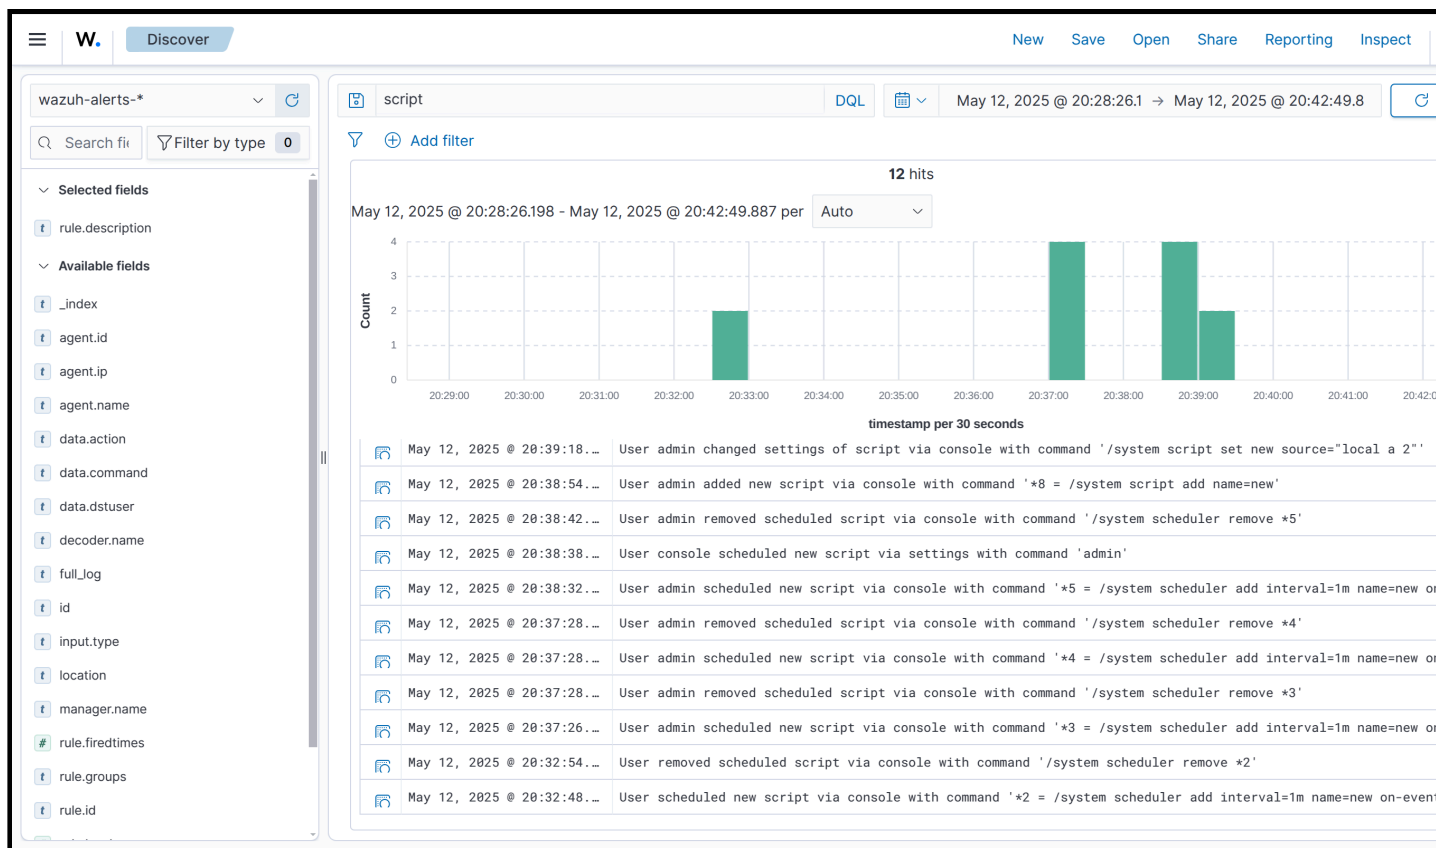 W. Discover New Save Open Share Reporting Inspect
wazuh-alerts-*
Search fie
Filter by type 0
Selected fields
t rule.description
Available fields
t _index
t agent.id
t agent.ip
t agent.name
t data.action
t data.command
t data.dstuser
t decoder.name
t full_log
t id
t input.type
t location
t manager.name
# rule.firedtimes
t rule.groups
t rule.id
script DQL May 12, 2025 @ 20:28:26.1 → May 12, 2025 @ 20:42:49.8
Add filter
12 hits
May 12, 2025 @ 20:28:26.198 - May 12, 2025 @ 20:42:49.887 per Auto
Count
4
3
2
1
0
20:29:00 20:30:00 20:31:00 20:32:00 20:33:00 20:34:00 20:35:00 20:36:00 20:37:00 20:38:00 20:39:00 20:40:00 20:41:00 20:42:0
timestamp per 30 seconds
May 12, 2025 @ 20:39:18.… User admin changed settings of script via console with command '/system script set new source="local a 2"'
May 12, 2025 @ 20:38:54.… User admin added new script via console with command '*8 = /system script add name=new'
May 12, 2025 @ 20:38:42.… User admin removed scheduled script via console with command '/system scheduler remove *5'
May 12, 2025 @ 20:38:38.… User console scheduled new script via settings with command 'admin'
May 12, 2025 @ 20:38:32.… User admin scheduled new script via console with command '*5 = /system scheduler add interval=1m name=new on
May 12, 2025 @ 20:37:28.… User admin removed scheduled script via console with command '/system scheduler remove *4'
May 12, 2025 @ 20:37:28.… User admin scheduled new script via console with command '*4 = /system scheduler add interval=1m name=new on
May 12, 2025 @ 20:37:28.… User admin removed scheduled script via console with command '/system scheduler remove *3'
May 12, 2025 @ 20:37:26.… User admin scheduled new script via console with command '*3 = /system scheduler add interval=1m name=new on
May 12, 2025 @ 20:32:54.… User removed scheduled script via console with command '/system scheduler remove *2'
May 12, 2025 @ 20:32:48.… User scheduled new script via console with command '*2 = /system scheduler add interval=1m name=new on-event